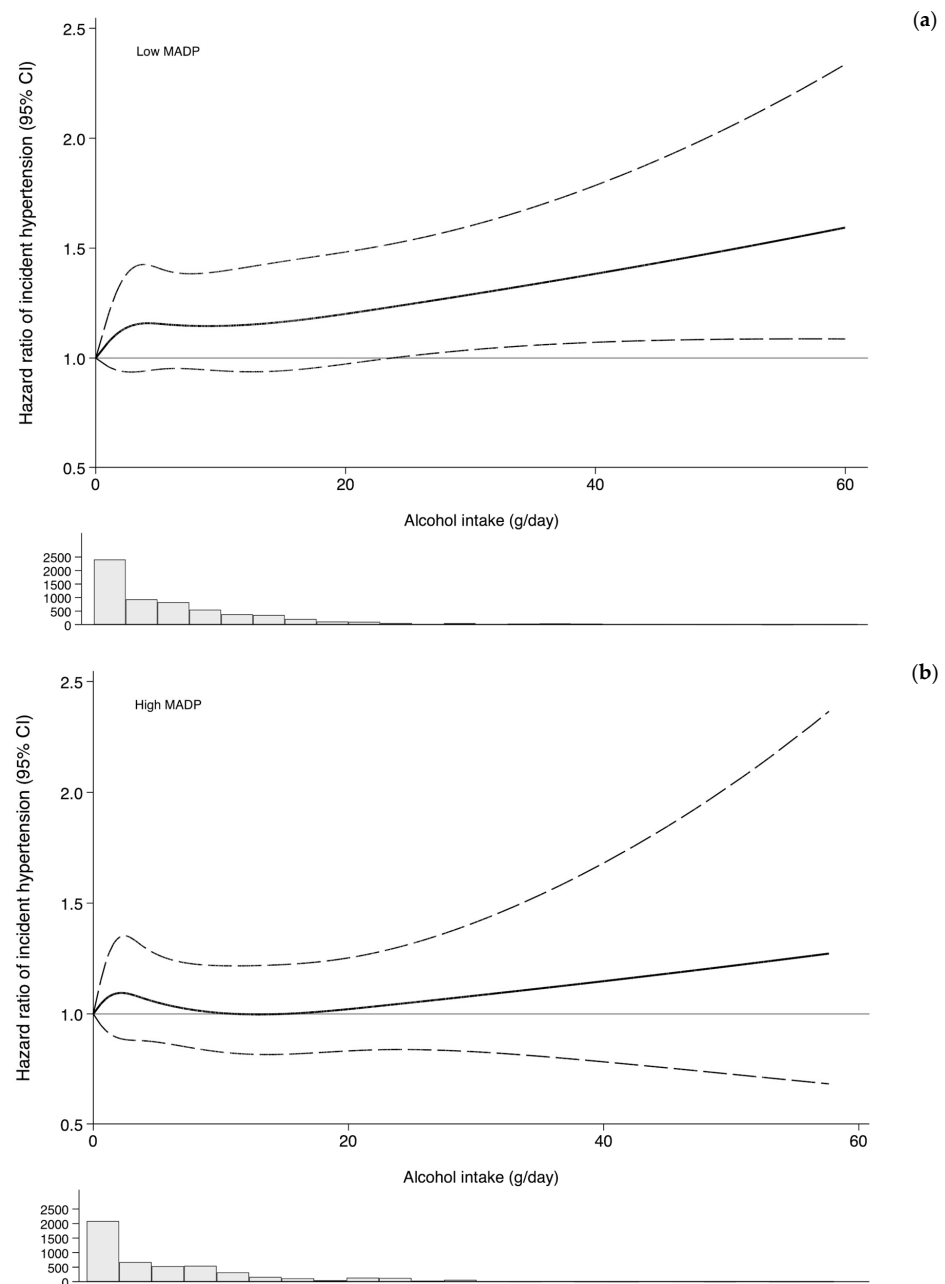 (a)
Low MADP
Hazard ratio of incident hypertension (95% CI)
2.5
2.0
1.5
1.0
0.5
0 20 40 60
Alcohol intake (g/day)
2500
2000
1500
1000
500
0
(b)
High MADP
Hazard ratio of incident hypertension (95% CI)
2.5
2.0
1.5
1.0
0.5
0 20 40 60
Alcohol intake (g/day)
2500
2000
1500
1000
500
0